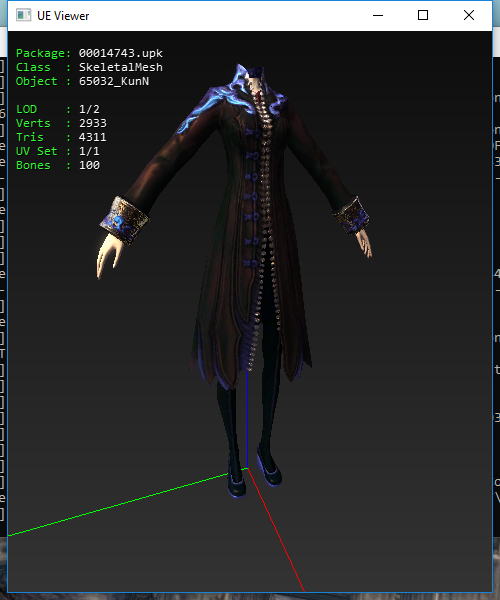 UE Viewer
Package: 00014743.upk
Class  : SkeletalMesh
Object : 65032_KunN
LOD    : 1/2
Verts  : 2933
Tris   : 4311
UV Set : 1/1
Bones  : 100